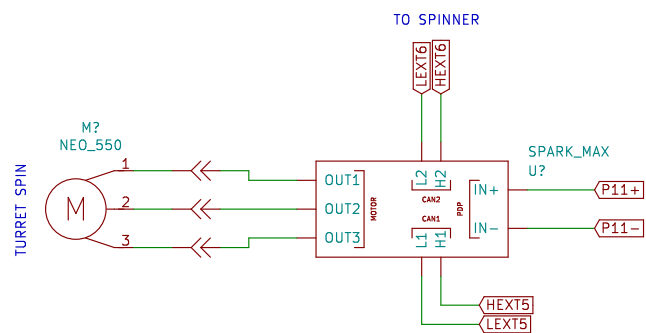 TO SPINNER
LEXT6
HEXT6
M?
NEO_550
SPARK_MAX
U?
TURRET SPIN
M
1
2
3
OUT1
OUT2
OUT3
MOTOR
L2
H2
CAN2
CAN1
L1
H1
PDP
IN+
IN-
P11+
P11-
HEXT5
LEXT5